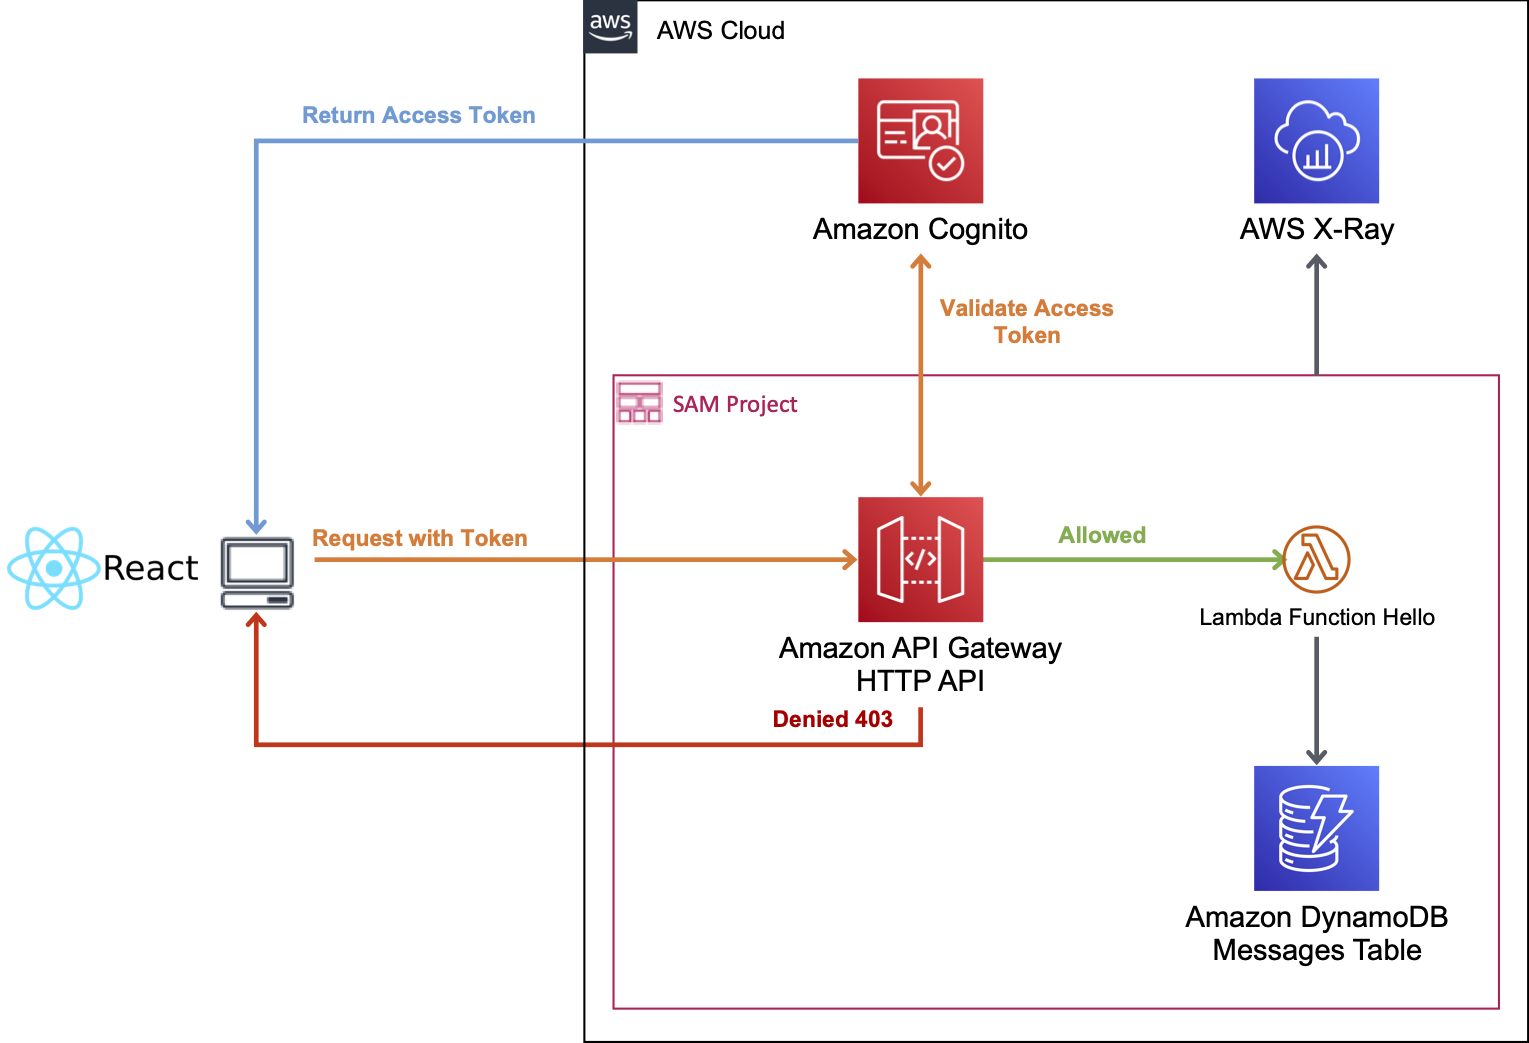 aws
AWS Cloud
Return Access Token
Amazon Cognito
AWS X-Ray
Validate Access
Token
SAM Project
React
Request with Token
</>
Allowed
Lambda Function Hello
Amazon API Gateway
HTTP API
Denied 403
Amazon DynamoDB
Messages Table